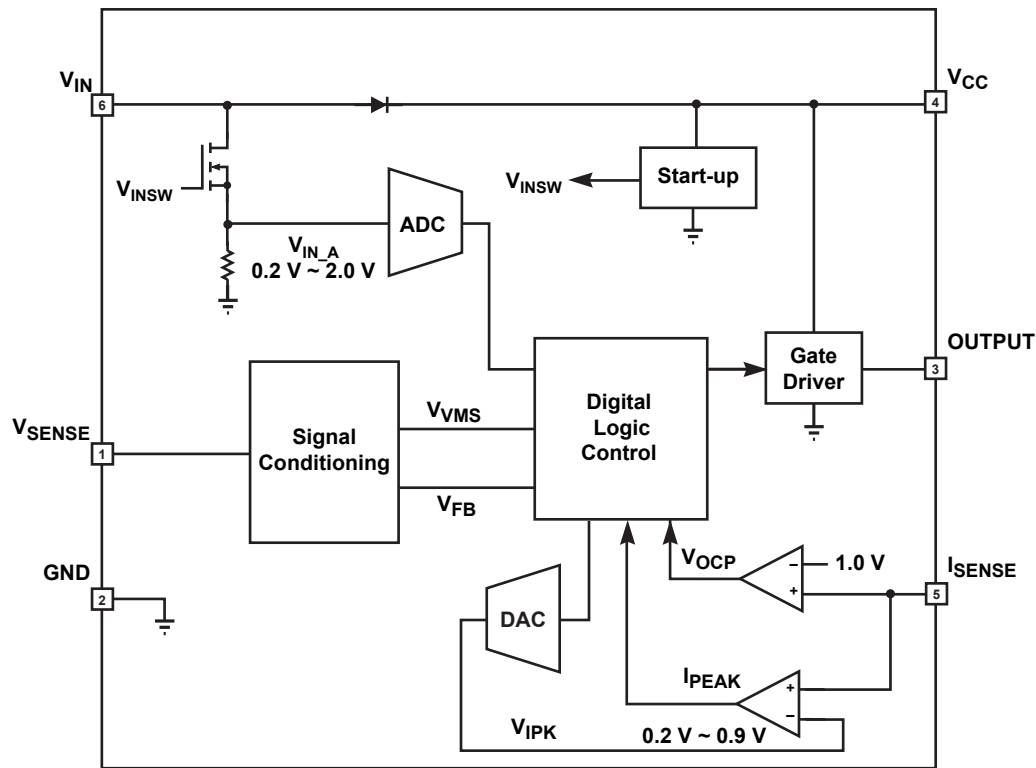 VIN
6
VCC
4
VINSW
Start-up
VINSW
ADC
VIN_A
0.2 V ~ 2.0 V
OUTPUT
3
Gate
Driver
Digital
Logic
Control
VSENSE
1
Signal
Conditioning
VVMS
VFB
GND
2
VOCP
1.0 V
ISENSE
5
DAC
IPEAK
VIPK
0.2 V ~ 0.9 V
− 
+
+
−